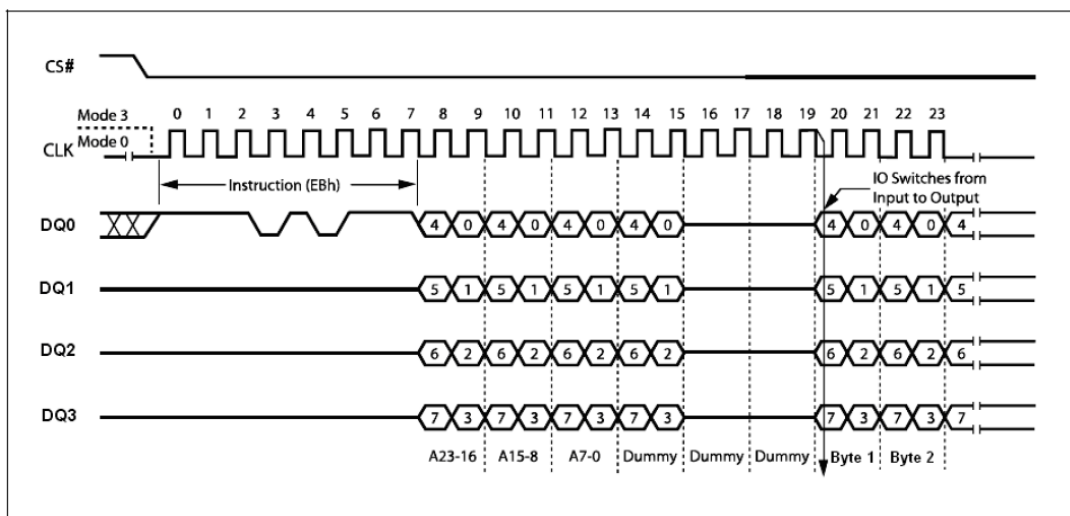 CS#
Mode 3
0 1 2 3 4 5 6 7 8 9 10 11 12 13 14 15 16 17 18 19 20 21 22 23
Mode 0
CLK
Instruction (EBh)
IO Switches from
Input to Output
DQ0 4 0 4 0 4 0 4 0 4 0 4 0 4
DQ1 5 1 5 1 5 1 5 1 5 1 5 1 5
DQ2 6 2 6 2 6 2 6 2 6 2 6 2 6
DQ3 7 3 7 3 7 3 7 3 7 3 7 3 7
A23-16 A15-8 A7-0 Dummy Dummy Dummy Byte 1 Byte 2